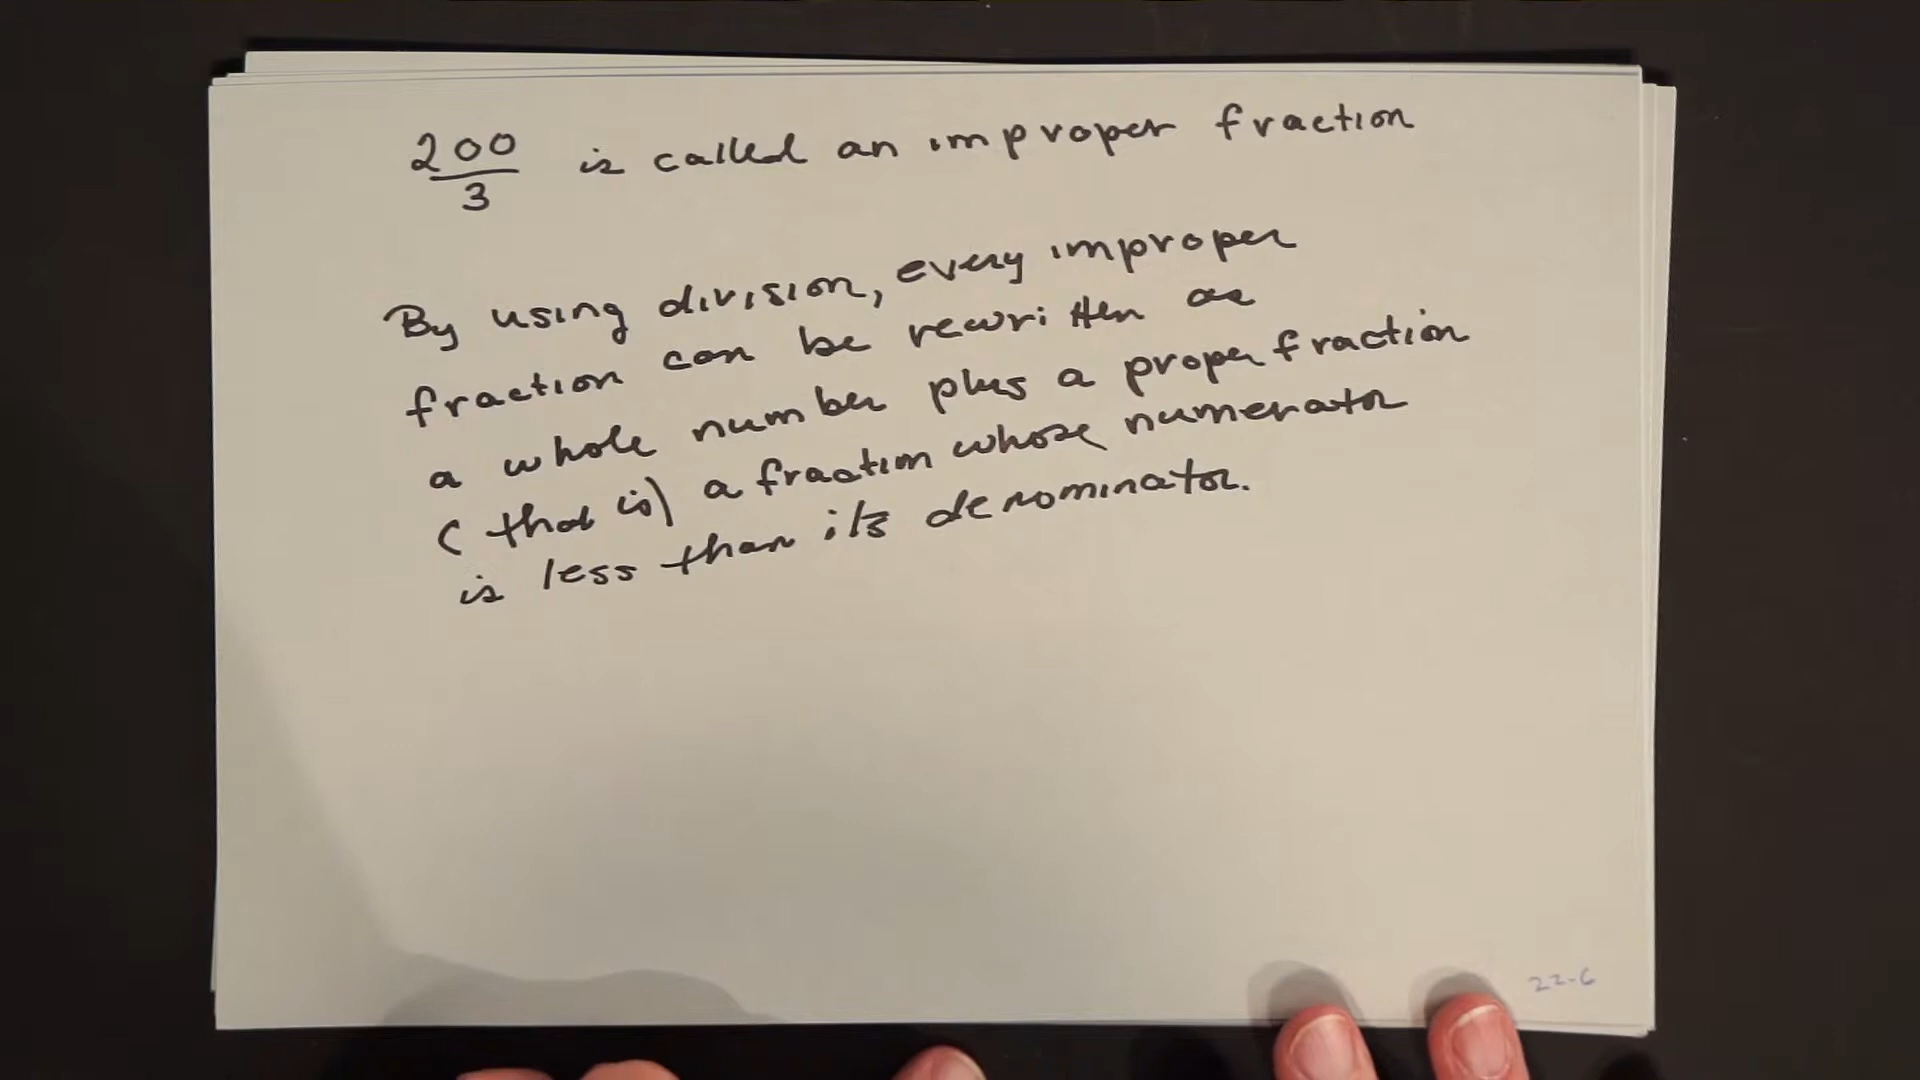 200/3 is called an improper fraction
By using division, every improper
fraction can be rewritten as
a whole number plus a proper fraction
(that is) a fraction whose numerator
is less than its denominator.
22-6